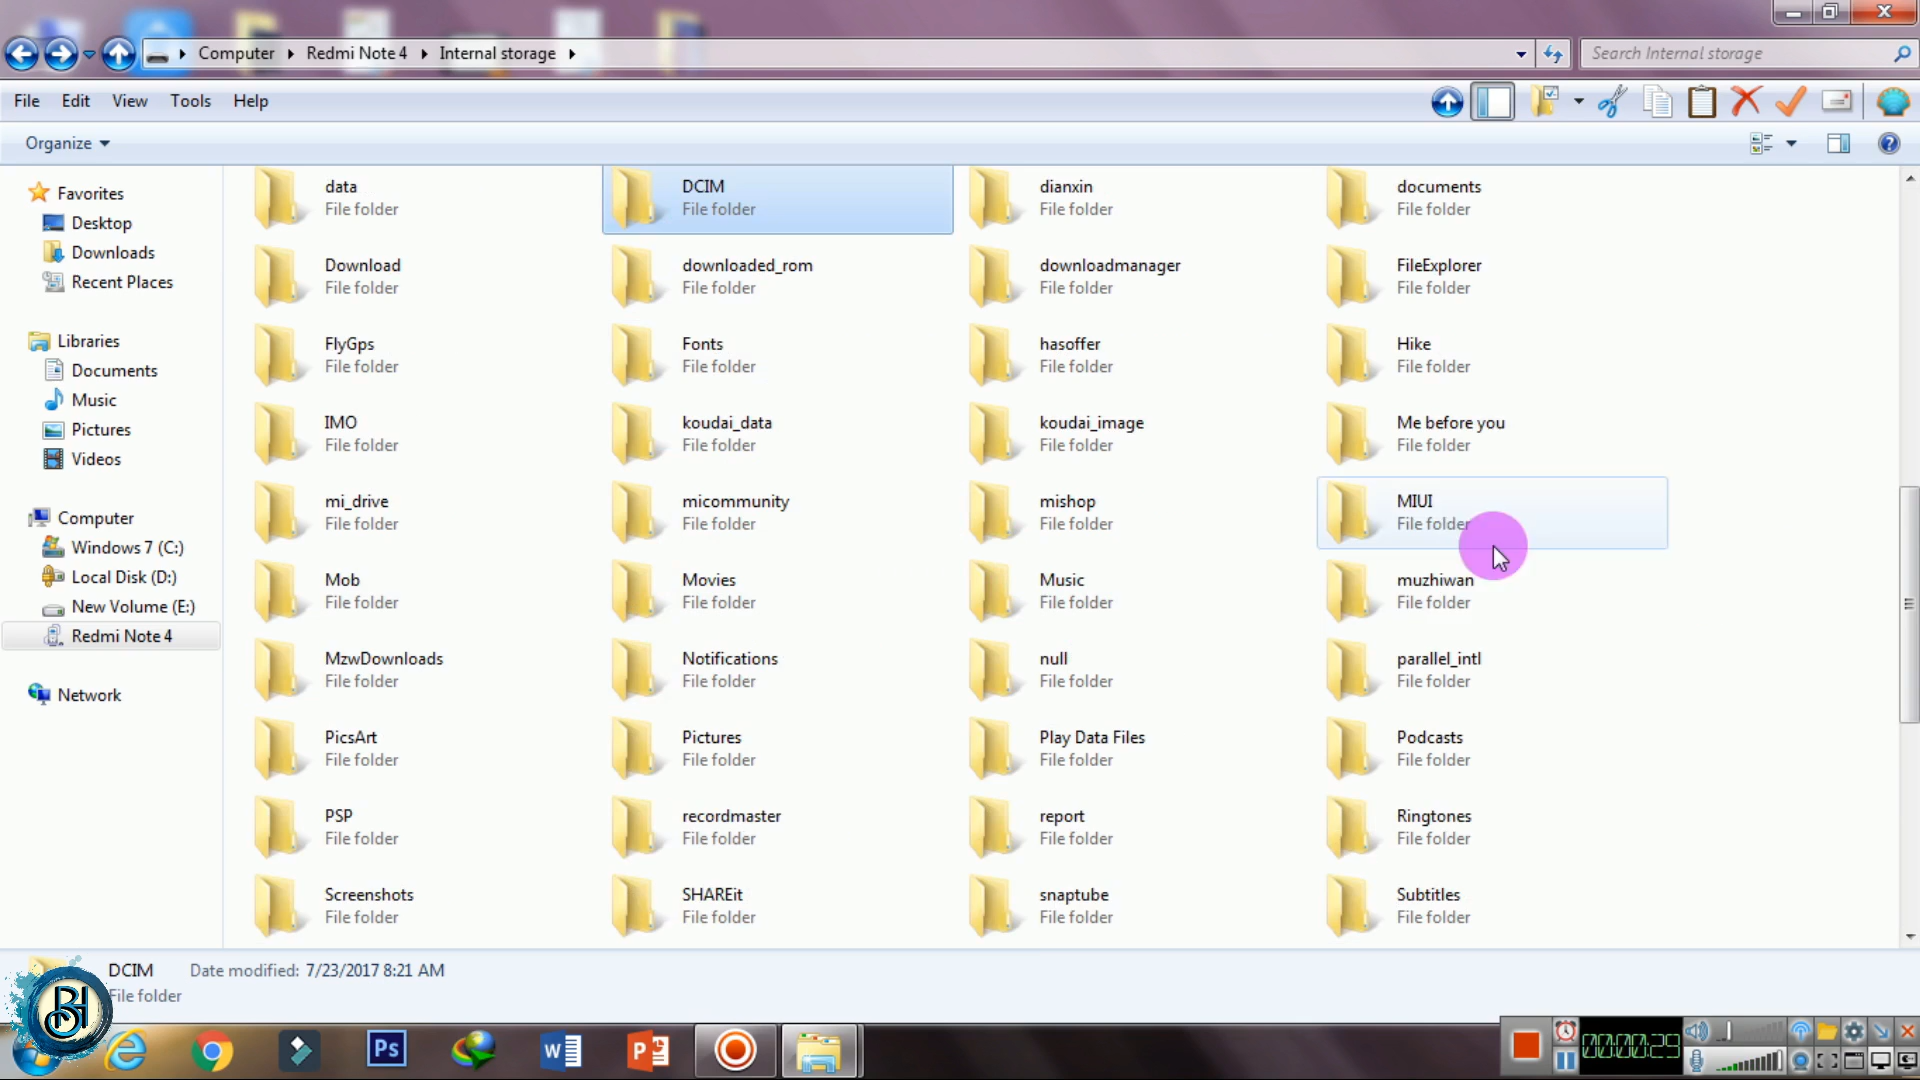 Computer Redmi Note 4 Internal storage
Search Internal storage
File Edit View Tools Help
Organize
Favorites
Desktop
Downloads
Recent Places
Libraries
Documents
Music
Pictures
Videos
Computer
Windows 7 (C:)
Local Disk (D:)
New Volume (E:)
Redmi Note 4
Network
data
File folder
DCIM
File folder
dianxin
File folder
documents
File folder
Download
File folder
downloaded_rom
File folder
downloadmanager
File folder
FileExplorer
File folder
FlyGps
File folder
Fonts
File folder
hasoffer
File folder
Hike
File folder
IMO
File folder
koudai_data
File folder
koudai_image
File folder
Me before you
File folder
mi_drive
File folder
micommunity
File folder
mishop
File folder
MIUI
File folder
Mob
File folder
Movies
File folder
Music
File folder
muzhiwan
File folder
MzwDownloads
File folder
Notifications
File folder
null
File folder
parallel_intl
File folder
PicsArt
File folder
Pictures
File folder
Play Data Files
File folder
Podcasts
File folder
PSP
File folder
recordmaster
File folder
report
File folder
Ringtones
File folder
Screenshots
File folder
SHAREit
File folder
snaptube
File folder
Subtitles
File folder
DCIM Date modified: 7/23/2017 8:21 AM
File folder
Ps
W
P
00:00:29